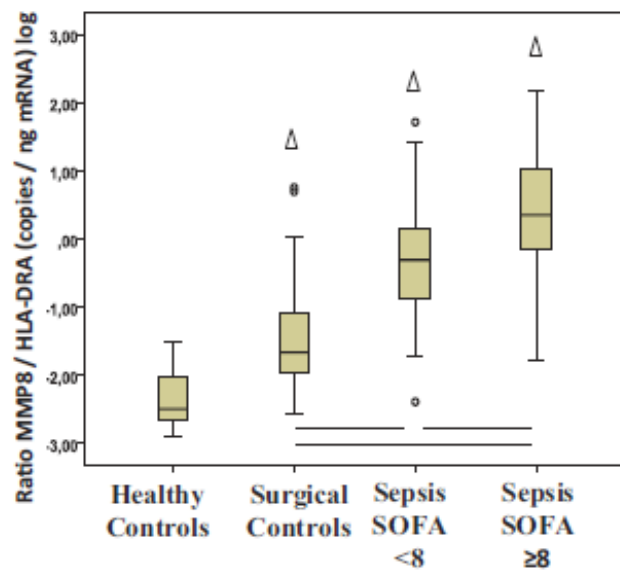 Ratio MMP8 / HLA-DRA (copies / ng mRNA) log
3,00
2,00
1,00
,00
-1,00
-2,00
-3,00
Healthy
Controls
Surgical
Controls
Sepsis
SOFA
<8
Sepsis
SOFA
≥8